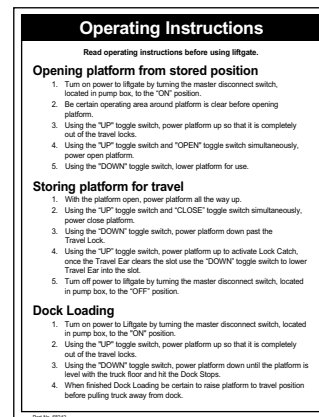 Operating Instructions
Read operating instructions before using liftgate.
Opening platform from stored position
1. Turn on power to liftgate by turning the master disconnect switch,
located in pump box, to the "ON" position.
2. Be certain operating area around platform is clear before opening
platform.
3. Using the "UP" toggle switch, power platform up so that it is completely
out of the travel locks.
4. Using the "UP" toggle switch and "OPEN" toggle switch simultaneously,
power open platform.
5. Using the "DOWN" toggle switch, lower platform for use.
Storing platform for travel
1. With the platform open, power platform all the way up.
2. Using the "UP" toggle switch and "CLOSE" toggle switch simultaneously,
power close platform.
3. Using the "DOWN" toggle switch, power platform down past the
Travel Lock.
4. Using the "UP" toggle switch, power platform up to activate Lock Catch,
once the Travel Ear clears the slot use the "DOWN" toggle switch to lower
Travel Ear into the slot.
5. Turn off power to liftgate by turning the master disconnect switch, located
in pump box, to the "OFF" position.
Dock Loading
1. Turn on power to Liftgate by turning the master disconnect switch, located
in pump box, to the "ON" position.
2. Using the "UP" toggle switch, power platform up so that it is completely
out of the travel locks.
3. Using the "DOWN" toggle switch, power platform down until the platform is
level with the truck floor and hit the Dock Stops.
4. When finished Dock Loading be certain to raise platform to travel position
before pulling truck away from dock.